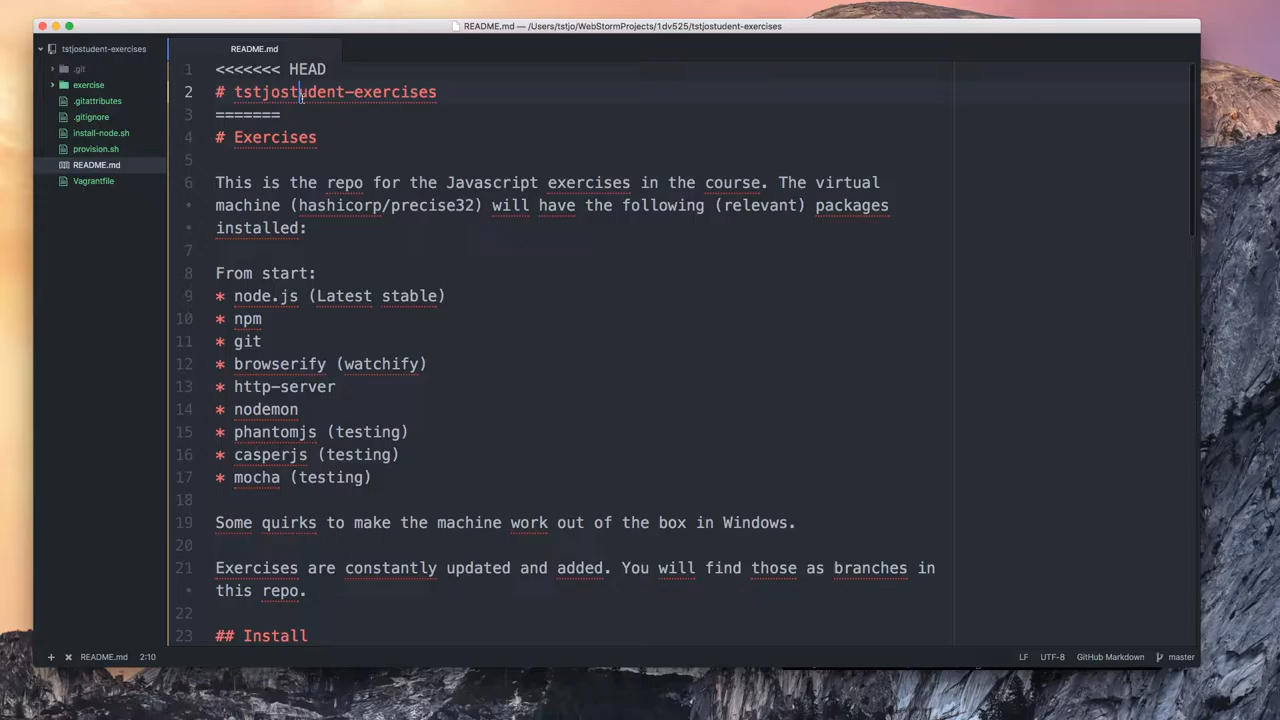 README.md — /Users/tstjo/WebStormProjects/1dv525/tstjostudent-exercises
tstjostudent-exercises
.git
exercise
.gitattributes
.gitignore
install-node.sh
provision.sh
README.md
Vagrantfile
README.md
1 <<<<<<< HEAD
2 # tstjostudent-exercises
3 =======
4 # Exercises
5
6 This is the repo for the Javascript exercises in the course. The virtual
• machine (hashicorp/precise32) will have the following (relevant) packages
• installed:
7
8 From start:
9 * node.js (Latest stable)
10 * npm
11 * git
12 * browserify (watchify)
13 * http-server
14 * nodemon
15 * phantomjs (testing)
16 * casperjs (testing)
17 * mocha (testing)
18
19 Some quirks to make the machine work out of the box in Windows.
20
21 Exercises are constantly updated and added. You will find those as branches in
• this repo.
22
23 ## Install
README.md 2:10
LF UTF-8 GitHub Markdown master